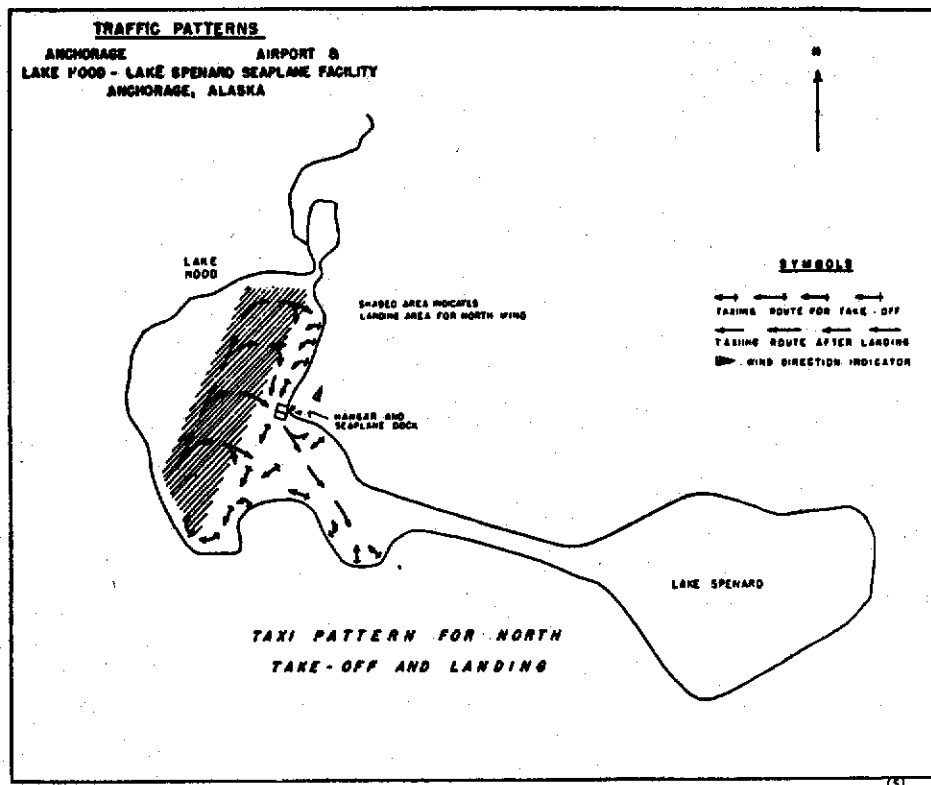 TRAFFIC PATTERNS
ANCHORAGE AIRPORT &
LAKE HOOD - LAKE SPENARD SEAPLANE FACILITY
ANCHORAGE, ALASKA
N
LAKE
HOOD
SHADED AREA INDICATES
LANDING AREA FOR NORTH WIND
SYMBOLS
TAXIING ROUTE FOR TAKE-OFF
TAXIING ROUTE AFTER LANDING
WIND DIRECTION INDICATOR
HANGAR AND
SEAPLANE DOCK
LAKE SPENARD
TAXI PATTERN FOR NORTH
TAKE-OFF AND LANDING
(5)